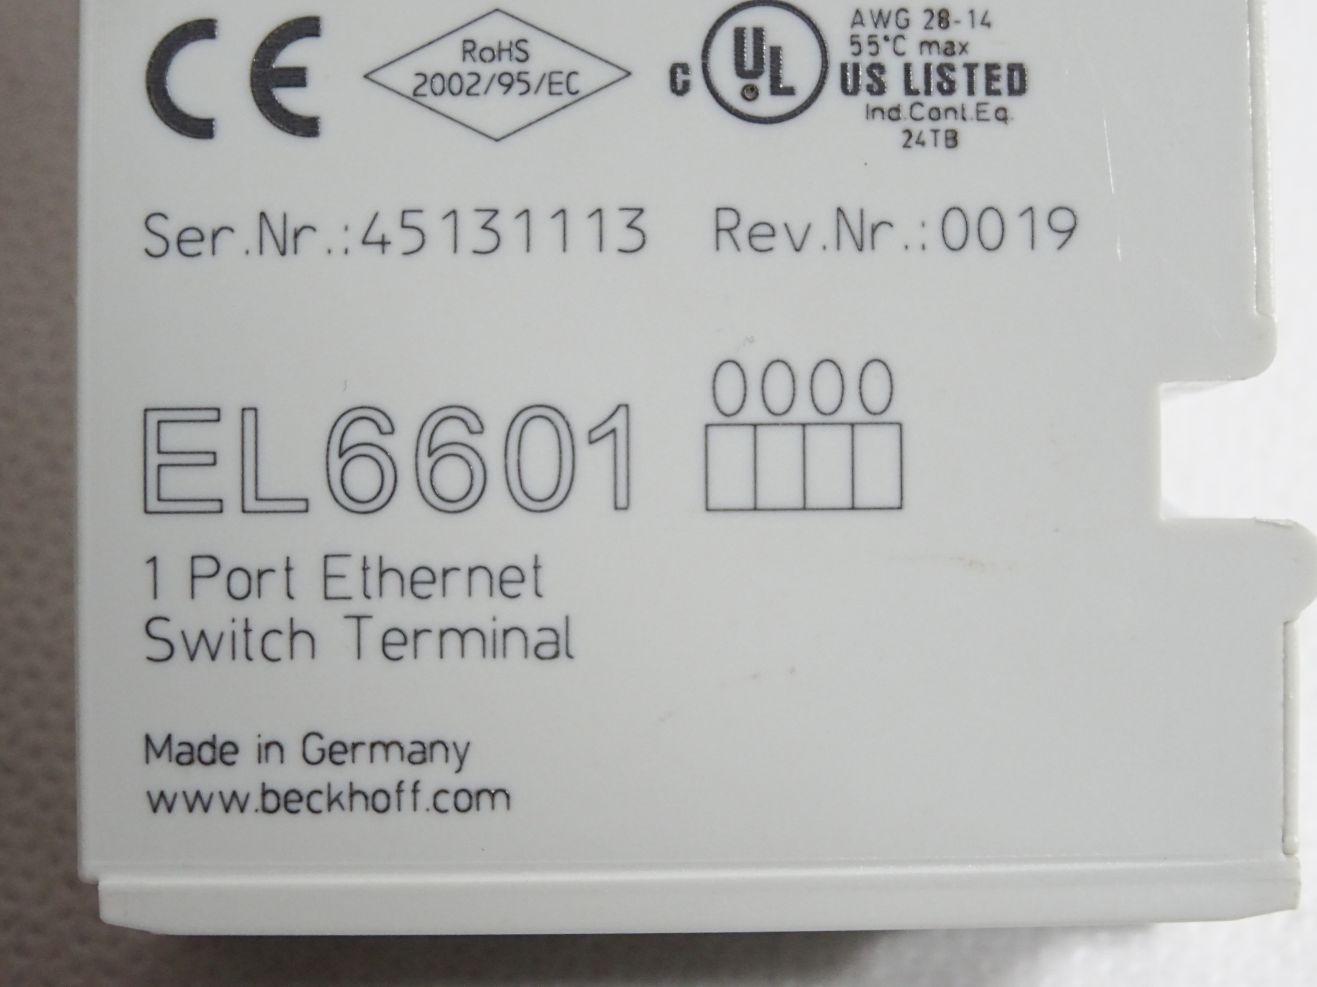 CE
RoHS
2002/95/EC
C UL US LISTED
AWG 28-14
55°C max
Ind.Cont.Eq.
24TB
Ser.Nr.:45131113 Rev.Nr.:0019
0000
EL6601
1 Port Ethernet
Switch Terminal
Made in Germany
www.beckhoff.com